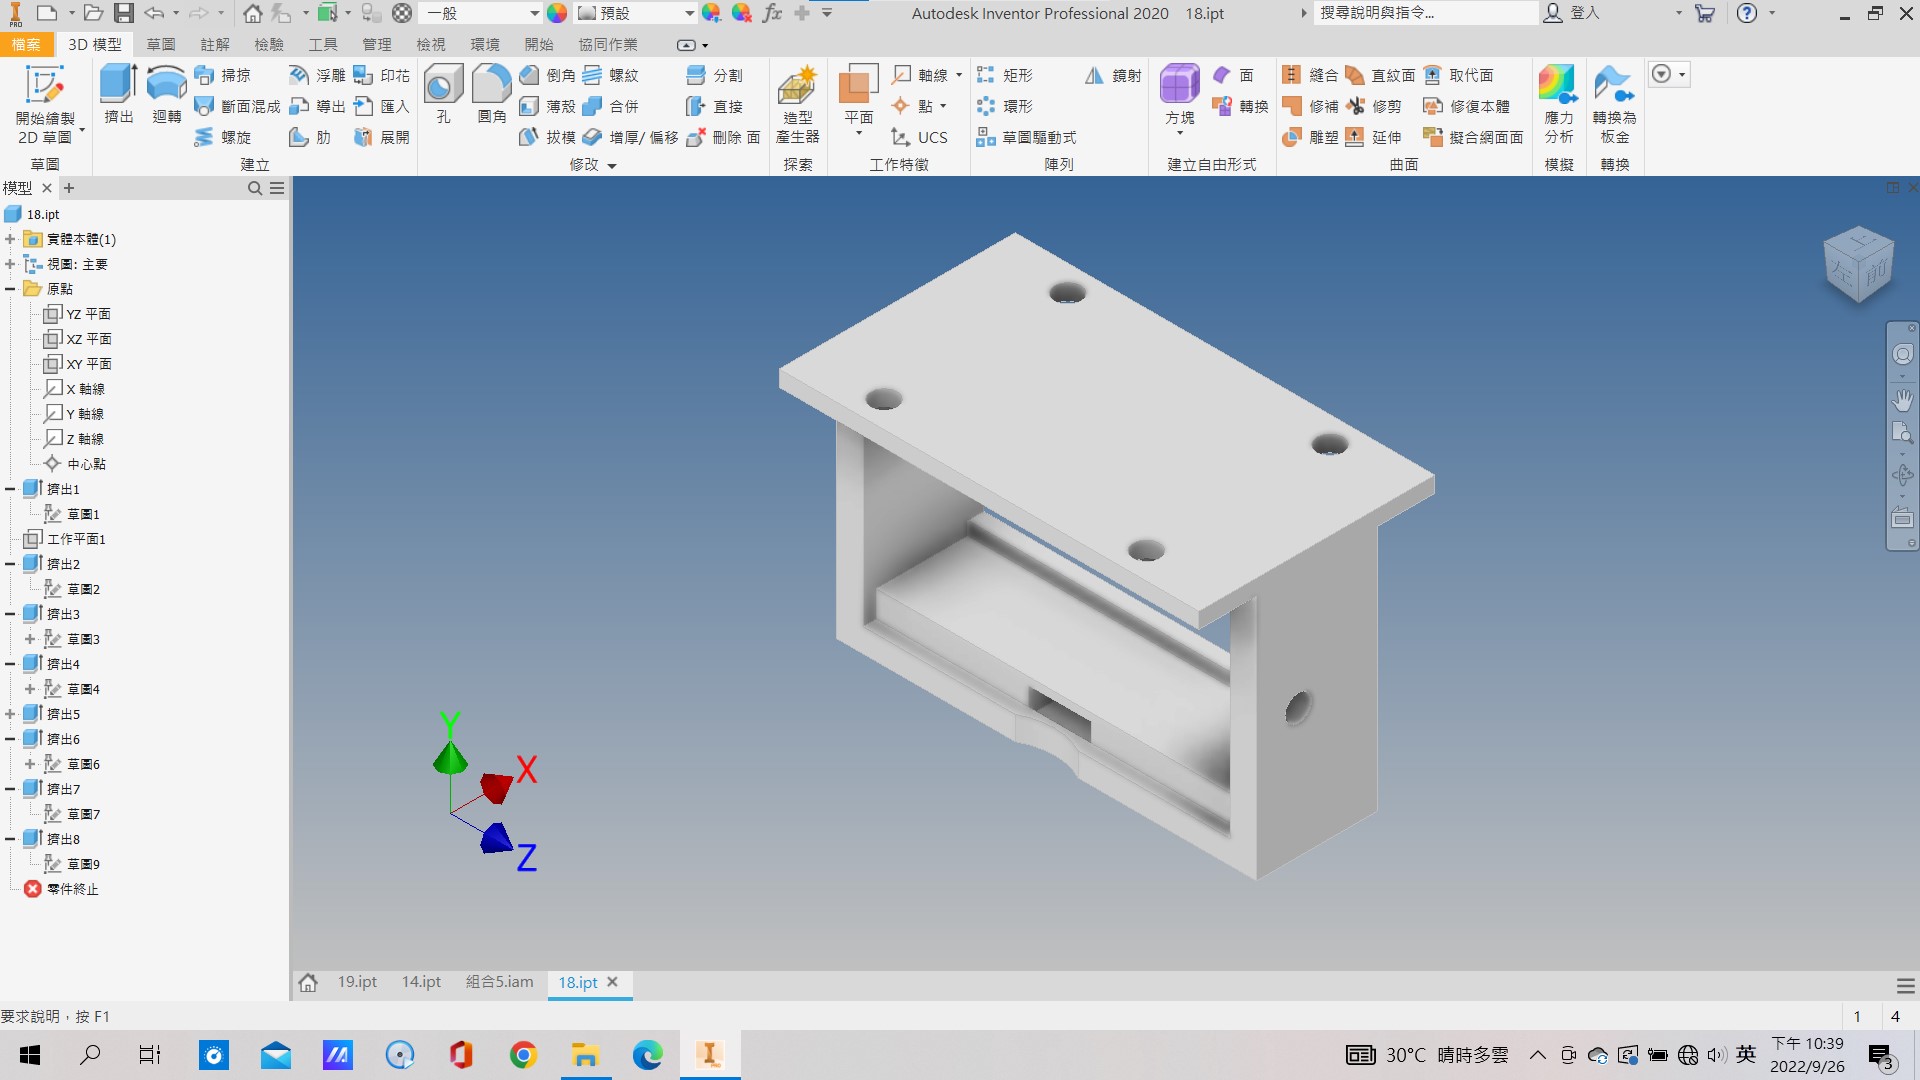 PRO
一般
預設
fx
Autodesk Inventor Professional 2020 18.ipt
搜尋說明與指令...
登入
檔案 3D 模型 草圖 註解 檢驗 工具 管理 檢視 環境 開始 協同作業
開始繪製
2D 草圖
草圖
擠出
迴轉
掃掠
斷面混成
螺旋
浮雕
導出
肋
印花
匯入
展開
建立
孔
圓角
倒角
薄殼
拔模
螺紋
合併
增厚/ 偏移
分割
直接
刪除 面
修改
造型
產生器
探索
平面
軸線
點
UCS
工作特徵
矩形
環形
草圖驅動式
鏡射
陣列
方塊
面
轉換
建立自由形式
縫合
修補
雕塑
直紋面
修剪
延伸
取代面
修復本體
擬合網面面
曲面
應力
分析
模擬
轉換為
板金
轉換
模型
18.ipt
實體本體(1)
視圖: 主要
原點
YZ 平面
XZ 平面
XY 平面
X 軸線
Y 軸線
Z 軸線
中心點
擠出1
草圖1
工作平面1
擠出2
草圖2
擠出3
草圖3
擠出4
草圖4
擠出5
擠出6
草圖6
擠出7
草圖7
擠出8
草圖9
零件終止
上
左
前
Y
X
Z
19.ipt
14.ipt
組合5.iam
18.ipt
要求說明，按 F1
1 4
30°C 晴時多雲
英
下午 10:39
2022/9/26
3